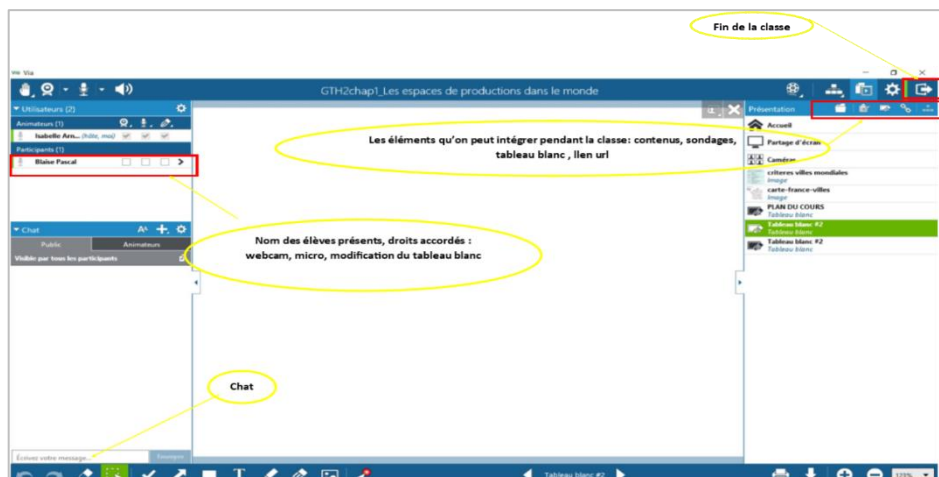 Fin de la classe
Via
GTH2chap1_Les espaces de productions dans le monde
Utilisateurs (2)
Animateurs (1)
Isabelle Arn... (hôte, moi)
Participants (1)
Blaise Pascal
Les éléments qu'on peut intégrer pendant la classe: contenus, sondages,
tableau blanc , lien url
Présentation
Accueil
Partage d'écran
Caméras
criteres villes mondiales
Image
carte-france-villes
Image
PLAN DU COURS
Tableau blanc
Tableau blanc #2
Tableau blanc
Tableau blanc #2
Tableau blanc
Chat
Public
Animateurs
Visible par tous les participants
Nom des élèves présents, droits accordés :
webcam, micro, modification du tableau blanc
Chat
Écrivez votre message...
Envoyer
Tableau blanc #2
123%